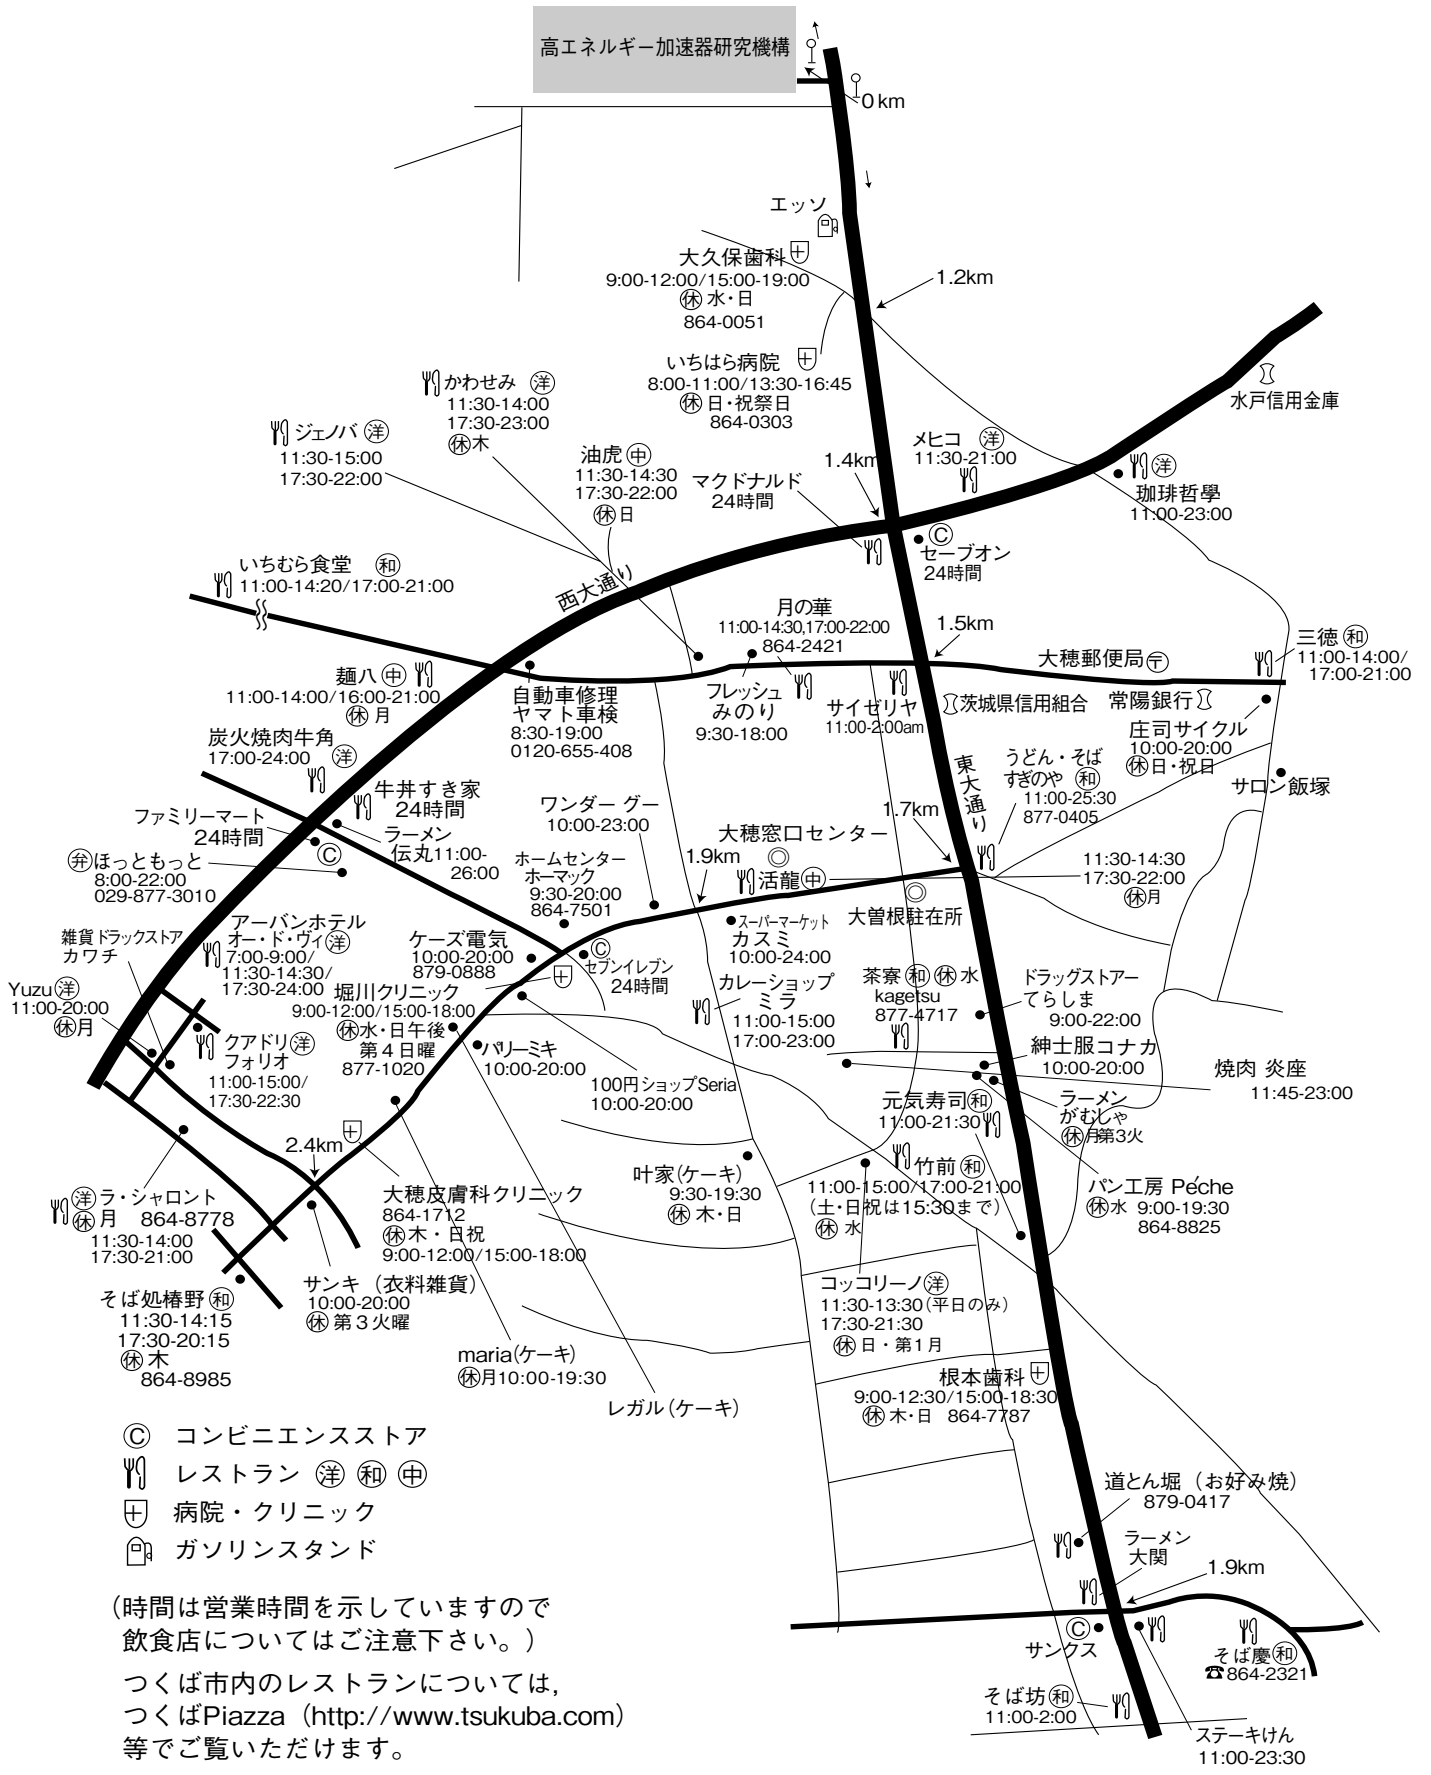 高エネルギー加速器研究機構
0km
エッソ
大久保歯科
9:00-12:00/15:00-19:00
休 水・日
864-0051
1.2km
いちはら病院
8:00-11:00/13:30-16:45
休 日・祝祭日
864-0303
水戸信用金庫
かわせみ 洋
11:30-14:00
17:30-23:00
休 木
ジェノバ 洋
11:30-15:00
17:30-22:00
油虎 中
11:30-14:30
17:30-22:00
休 日
マクドナルド
24時間
1.4km
メヒコ 洋
11:30-21:00
洋
珈琲哲學
11:00-23:00
C
セーブオン
24時間
いちむら食堂 和
11:00-14:20/17:00-21:00
西大通り
月の華
11:00-14:30,17:00-22:00
864-2421
1.5km
大穂郵便局〒
三徳 和
11:00-14:00/
17:00-21:00
麺八 中
11:00-14:00/16:00-21:00
休 月
自動車修理
ヤマト車検
8:30-19:00
0120-655-408
フレッシュ
みのり
9:30-18:00
サイゼリヤ
11:00-2:00am
茨城県信用組合
常陽銀行
庄司サイクル
10:00-20:00
休 日・祝日
サロン飯塚
炭火焼肉牛角
17:00-24:00 洋
牛丼すき家
24時間
ファミリーマート
24時間
C
ラーメン
伝丸11:00-
26:00
弁 ほっともっと
8:00-22:00
029-877-3010
ワンダー グー
10:00-23:00
ホームセンター
ホーマック
9:30-20:00
864-7501
大穂窓口センター
◎
1.9km
1.7km
東大通り
うどん・そば
すぎのや 和
11:00-25:30
877-0405
活龍 中
11:30-14:30
17:30-22:00
休 月
◎
大曽根駐在所
スーパーマーケット
カスミ
10:00-24:00
雑貨 ドラックストア
カワチ
アーバンホテル
オー・ド・ヴィ 洋
7:00-9:00/
11:30-14:30/
17:30-24:00
ケーズ電気
10:00-20:00
879-0888
C
セブンイレブン
24時間
Yuzu 洋
11:00-20:00
休 月
クアドリ 洋
フォリオ
11:00-15:00/
17:30-22:30
堀川クリニック
9:00-12:00/15:00-18:00
休 水・日午後
第4日曜
877-1020
パリーミキ
10:00-20:00
100円ショップSeria
10:00-20:00
カレーショップ
ミラ
11:00-15:00
17:00-23:00
茶寮 和 休 水
kagetsu
877-4717
ドラッグストアー
てらしま
9:00-22:00
紳士服コナカ
10:00-20:00
焼肉 炎座
11:45-23:00
元気寿司 和
11:00-21:30
ラーメン
がむしゃ
休 月第3火
2.4km
洋 ラ・シャロント
休 月 864-8778
11:30-14:00
17:30-21:00
大穂皮膚科クリニック
864-1712
休 木・日祝
9:00-12:00/15:00-18:00
叶家(ケーキ)
9:30-19:30
休 木・日
竹前 和
11:00-15:00/17:00-21:00
(土・日祝は15:30まで)
休 水
パン工房 Péche
休 水 9:00-19:30
864-8825
そば処椿野 和
11:30-14:15
17:30-20:15
休 木
864-8985
サンキ (衣料雑貨)
10:00-20:00
休 第3火曜
コッコリーノ 洋
11:30-13:30(平日のみ)
17:30-21:30
休 日・第1月
maria(ケーキ)
休 月10:00-19:30
レガル(ケーキ)
根本歯科
9:00-12:30/15:00-18:30
休 木・日 864-7787
C コンビニエンスストア
レストラン 洋 和 中
病院・クリニック
ガソリンスタンド
道とん堀 (お好み焼)
879-0417
ラーメン
大関
1.9km
C
サンクス
そば慶 和
☎864-2321
そば坊 和
11:00-2:00
ステーキけん
11:00-23:30
(時間は営業時間を示していますので
飲食店についてはご注意下さい。)
つくば市内のレストランについては,
つくばPiazza (http://www.tsukuba.com)
等でご覧いただけます。